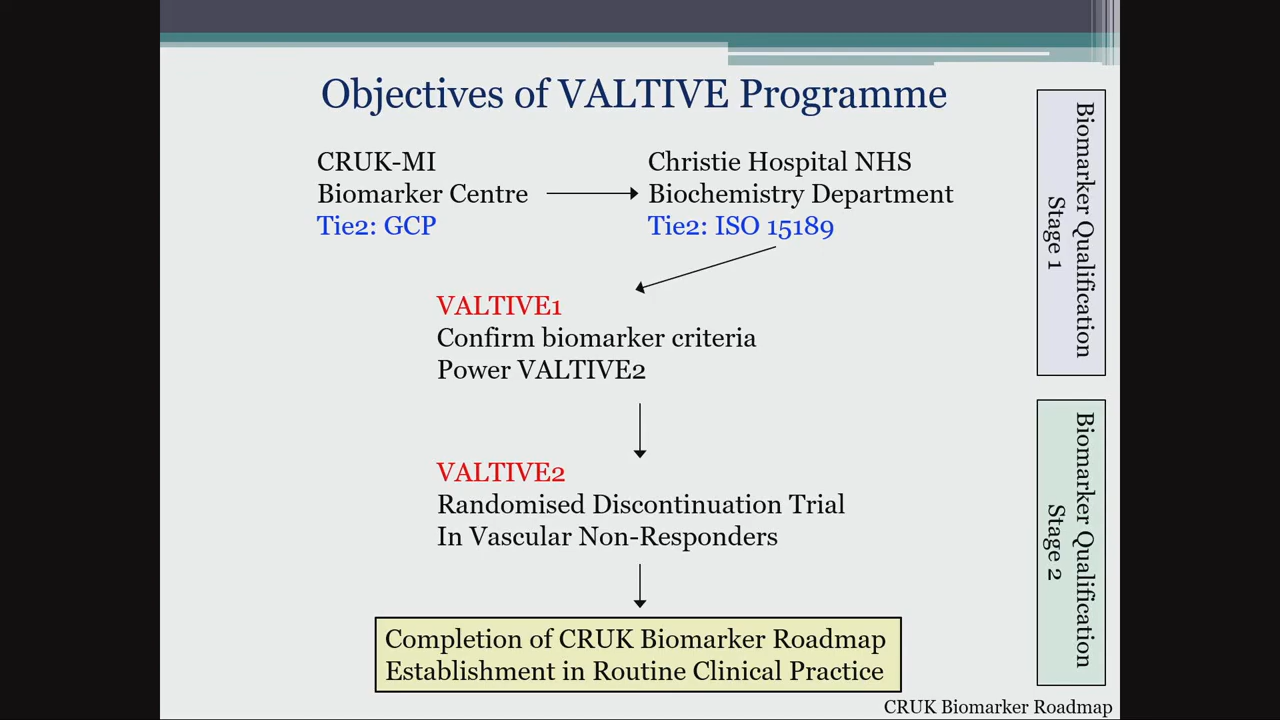 Objectives of VALTIVE Programme
CRUK-MI
Biomarker Centre
Tie2: GCP
Christie Hospital NHS
Biochemistry Department
Tie2: ISO 15189
VALTIVE1
Confirm biomarker criteria
Power VALTIVE2
VALTIVE2
Randomised Discontinuation Trial
In Vascular Non-Responders
Completion of CRUK Biomarker Roadmap
Establishment in Routine Clinical Practice
Biomarker Qualification
Stage 1
Biomarker Qualification
Stage 2
CRUK Biomarker Roadmap